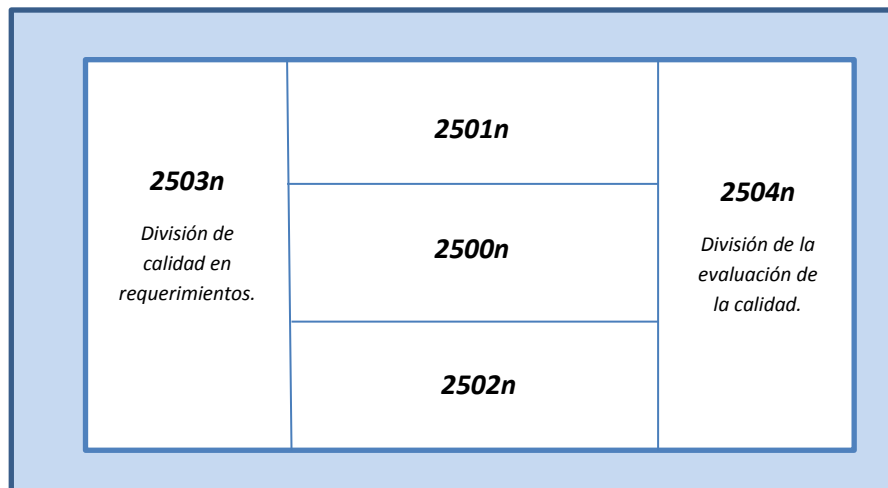 2503n
División de
calidad en
requerimientos.
2501n
2500n
2502n
2504n
División de la
evaluación de
la calidad.